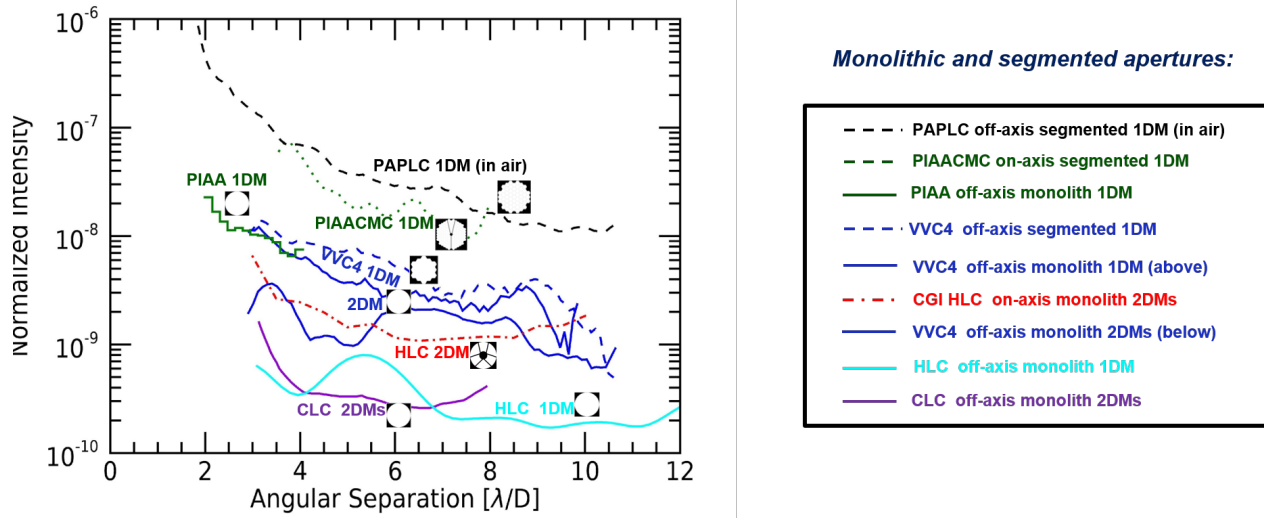 10-6
10-7
10-8
10-9
10-10
Normalized Intensity
0 2 4 6 8 10 12
Angular Separation [λ/D]
PAPLC 1DM (in air)
PIAA 1DM
PIAACMC 1DM
VVC4 1DM
2DM
HLC 2DM
CLC 2DMs
HLC 1DM
Monolithic and segmented apertures:
PAPLC off-axis segmented 1DM (in air)
PIAACMC on-axis segmented 1DM
PIAA off-axis monolith 1DM
VVC4 off-axis segmented 1DM
VVC4 off-axis monolith 1DM (above)
CGI HLC on-axis monolith 2DMs
VVC4 off-axis monolith 2DMs (below)
HLC off-axis monolith 1DM
CLC off-axis monolith 2DMs